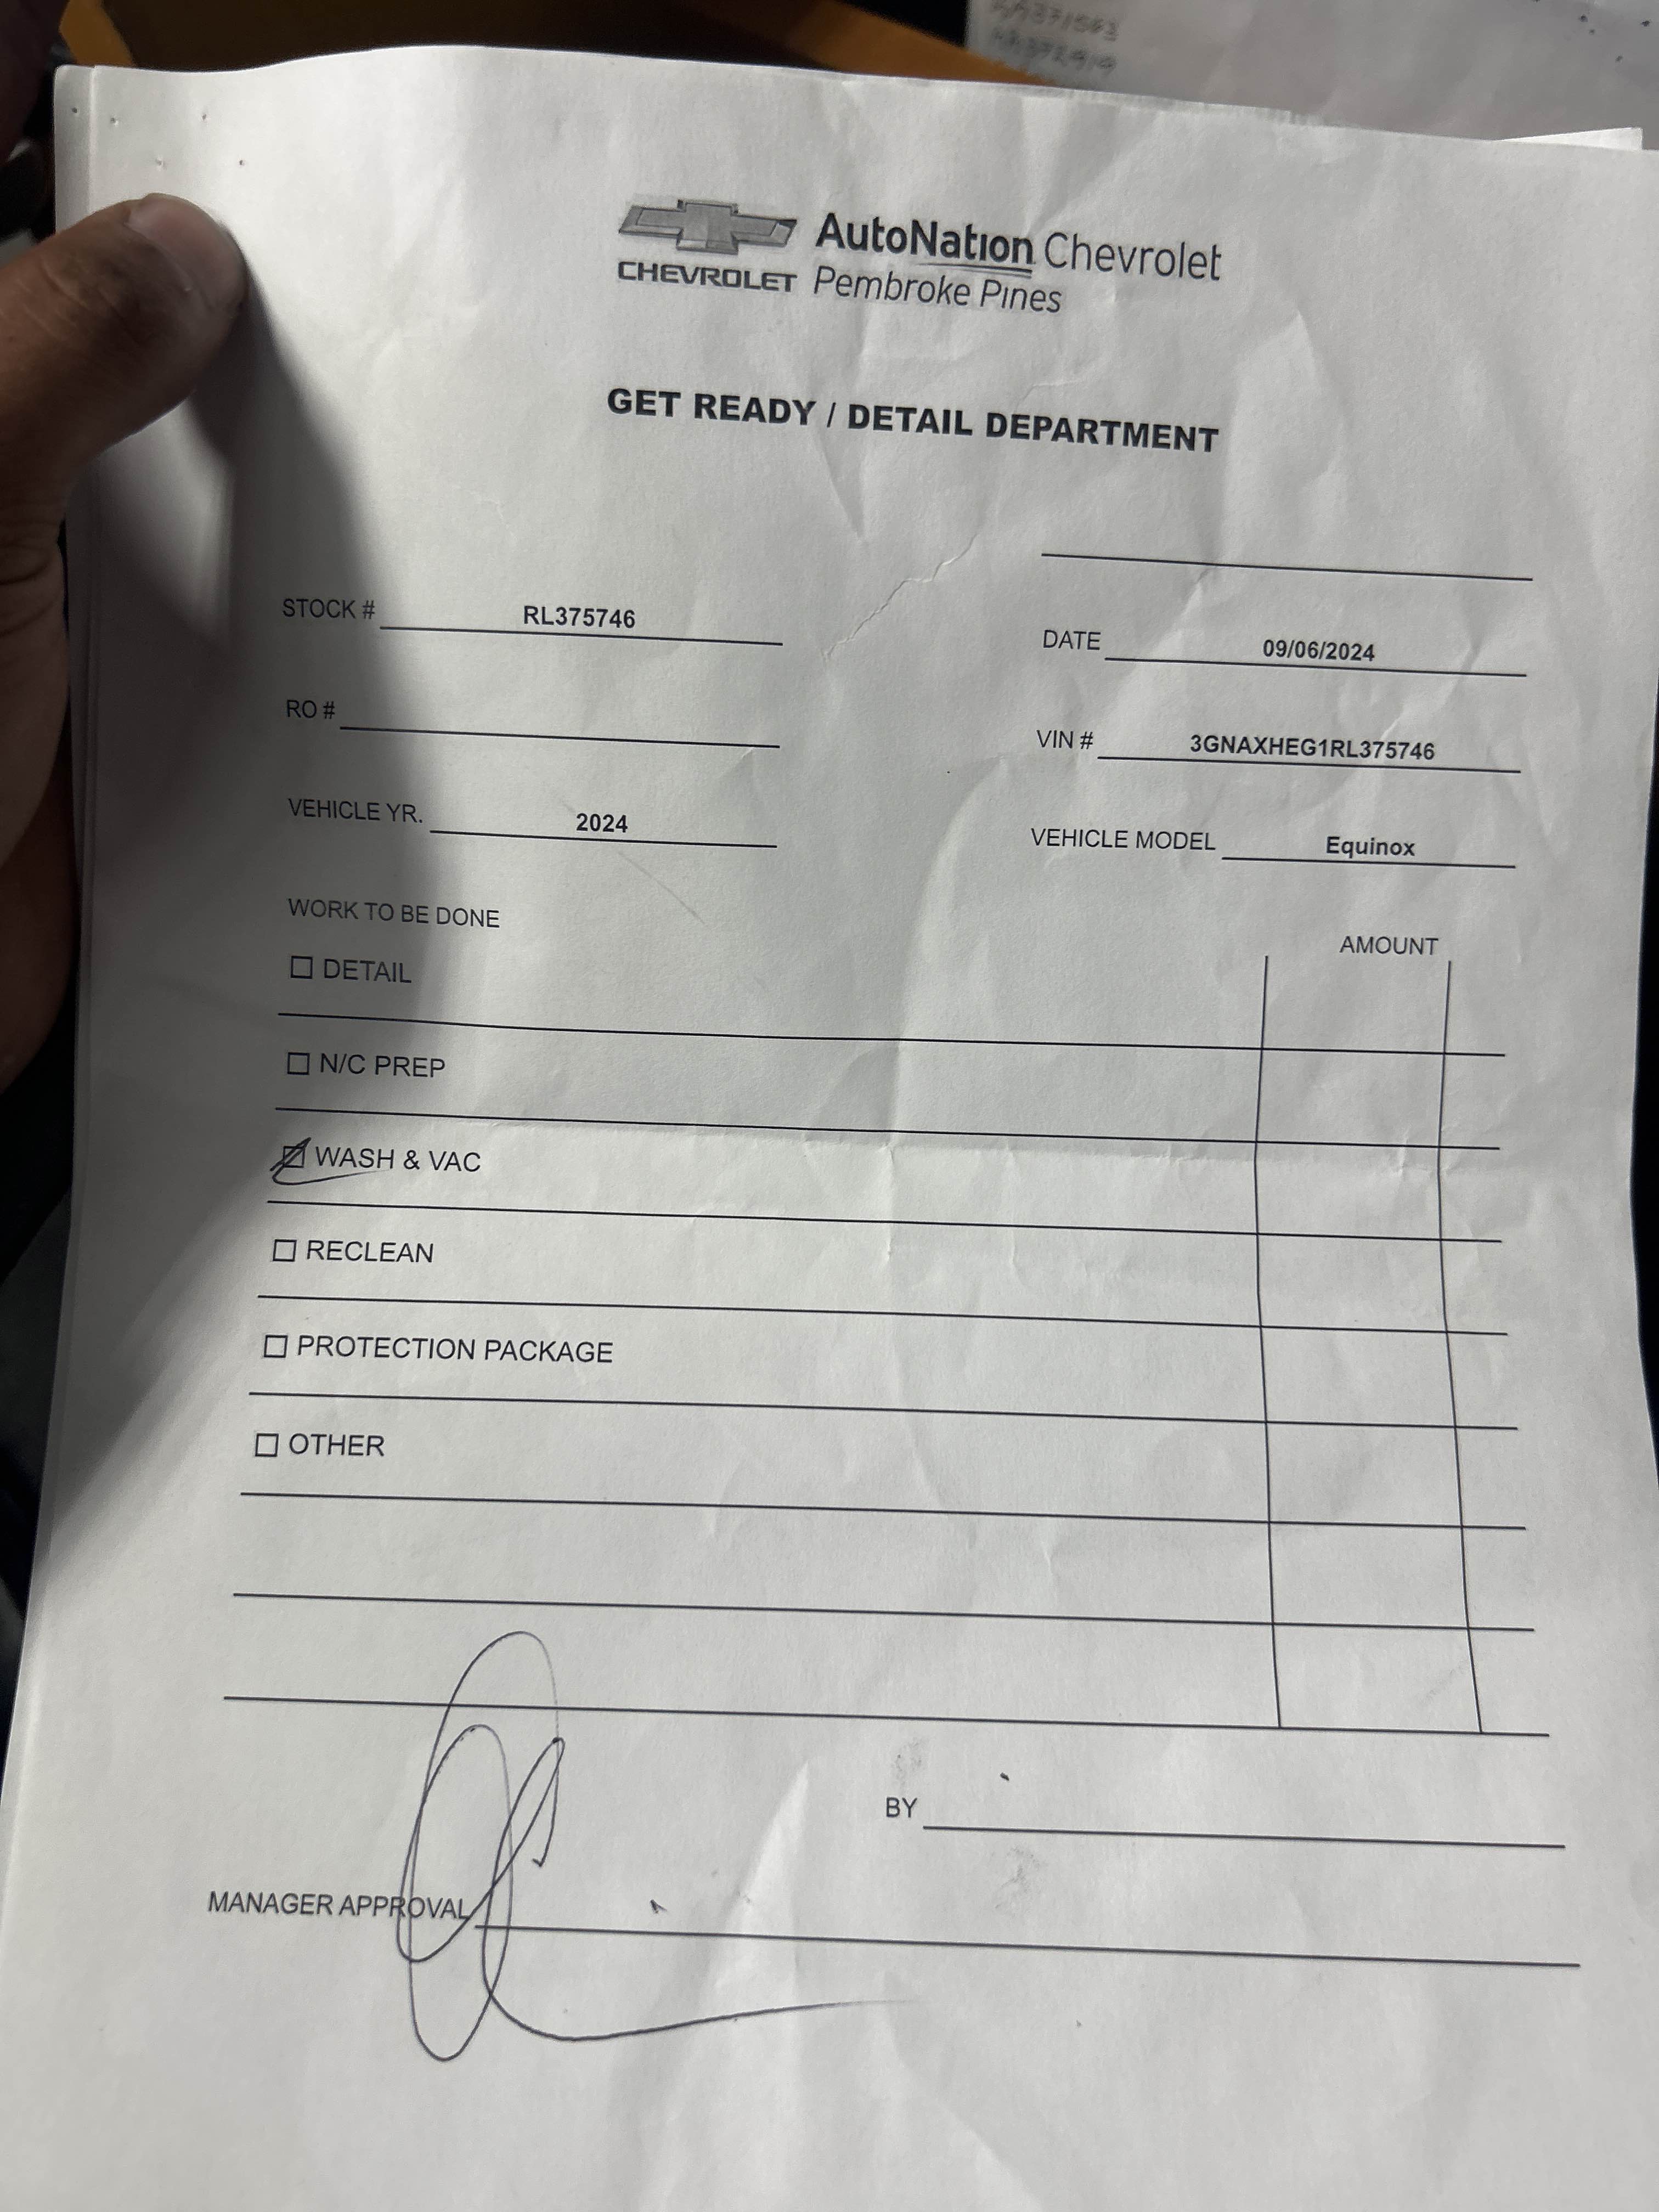 AutoNation Chevrolet
CHEVROLET Pembroke Pines
GET READY / DETAIL DEPARTMENT
STOCK # RL375746
DATE 09/06/2024
RO #
VIN # 3GNAXHEG1RL375746
VEHICLE YR. 2024
VEHICLE MODEL Equinox
WORK TO BE DONE
AMOUNT
DETAIL
N/C PREP
WASH & VAC
RECLEAN
PROTECTION PACKAGE
OTHER
BY
MANAGER APPROVAL